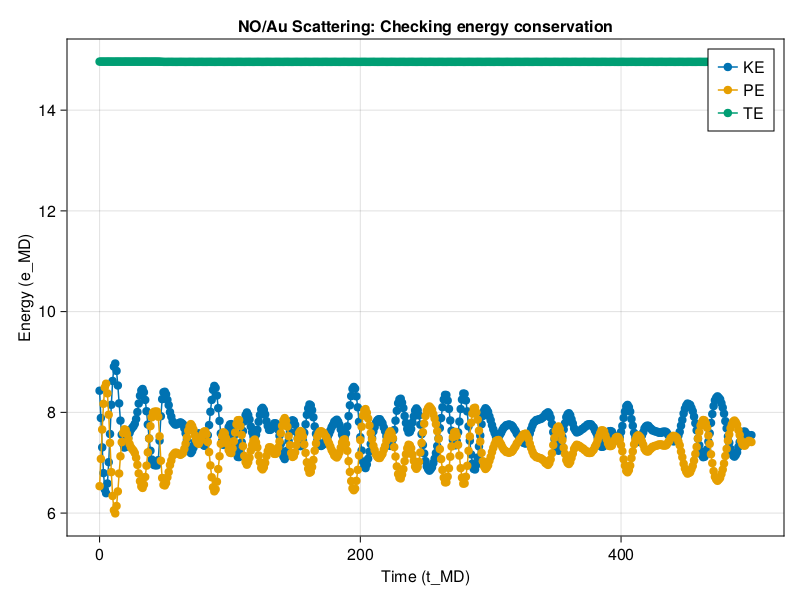 NO/Au Scattering: Checking energy conservation
KE
PE
TE
14
12
10
8
6
Energy (e_MD)
0
200
400
Time (t_MD)